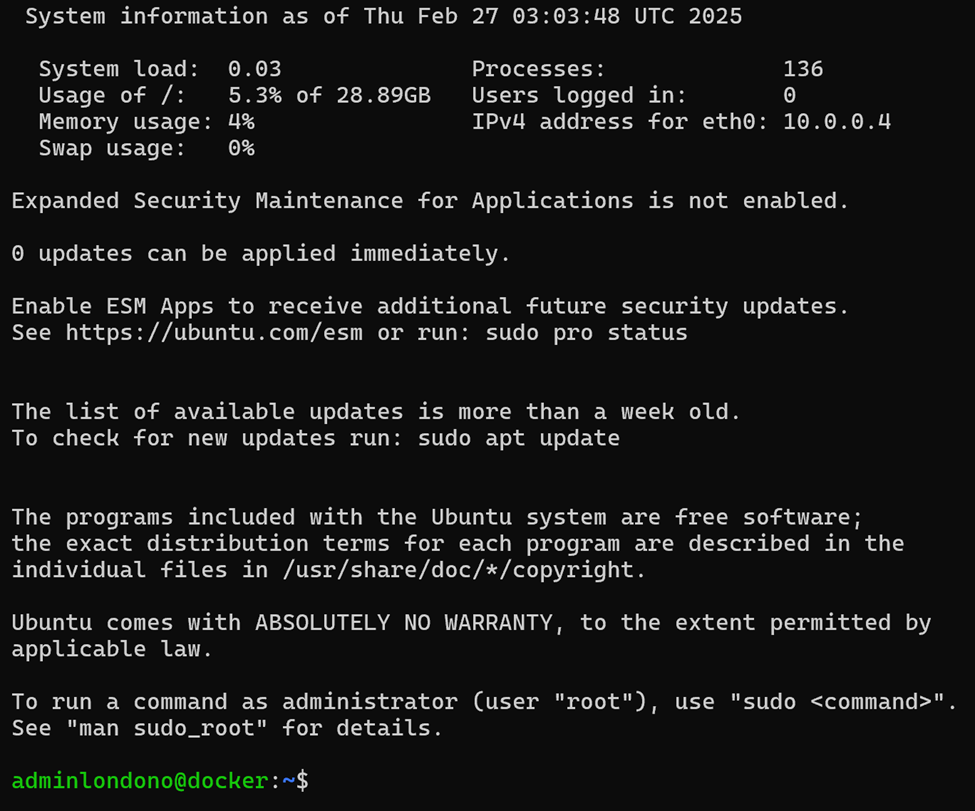 System information as of Thu Feb 27 03:03:48 UTC 2025
System load:  0.03              Processes:             136
Usage of /:   5.3% of 28.89GB   Users logged in:       0
Memory usage: 4%                IPv4 address for eth0: 10.0.0.4
Swap usage:   0%
Expanded Security Maintenance for Applications is not enabled.
0 updates can be applied immediately.
Enable ESM Apps to receive additional future security updates.
See https://ubuntu.com/esm or run: sudo pro status
The list of available updates is more than a week old.
To check for new updates run: sudo apt update
The programs included with the Ubuntu system are free software;
the exact distribution terms for each program are described in the
individual files in /usr/share/doc/*/copyright.
Ubuntu comes with ABSOLUTELY NO WARRANTY, to the extent permitted by
applicable law.
To run a command as administrator (user "root"), use "sudo <command>".
See "man sudo_root" for details.
adminlondono@docker:~$